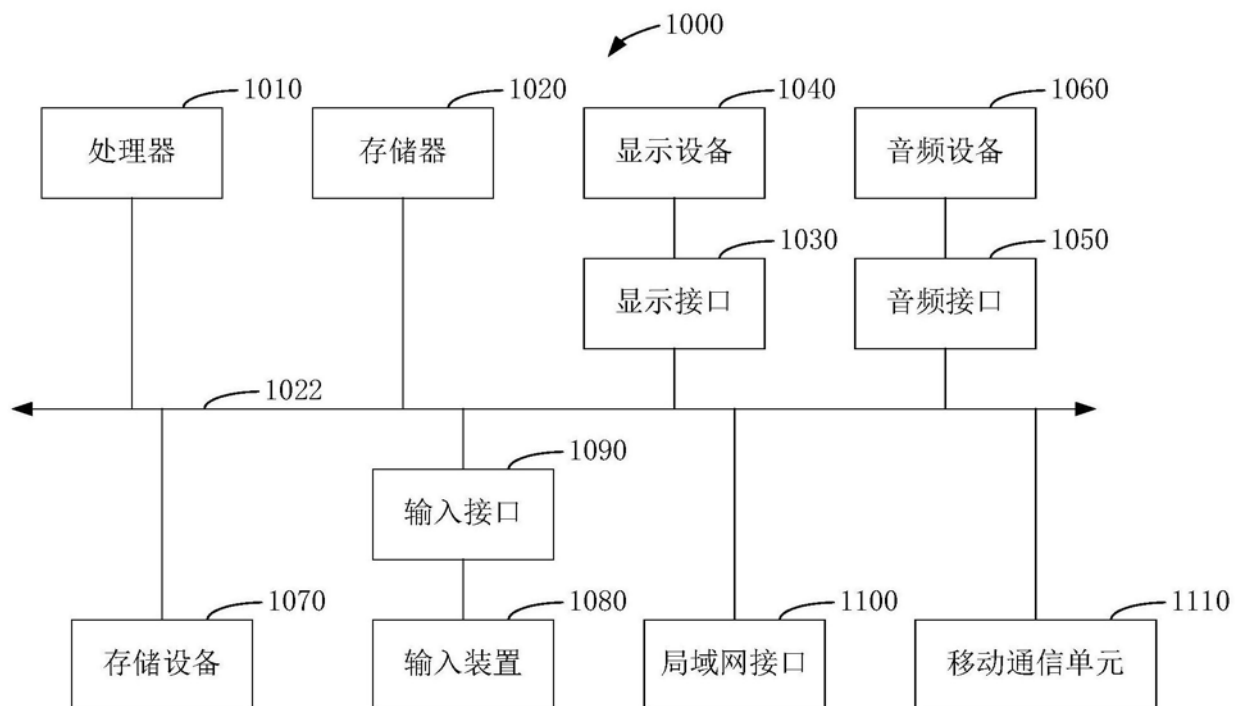 1000
1010
1020
1040
1060
处理器
存储器
显示设备
音频设备
1030
1050
显示接口
音频接口
1022
1090
输入接口
1070
1080
1100
1110
存储设备
输入装置
局域网接口
移动通信单元